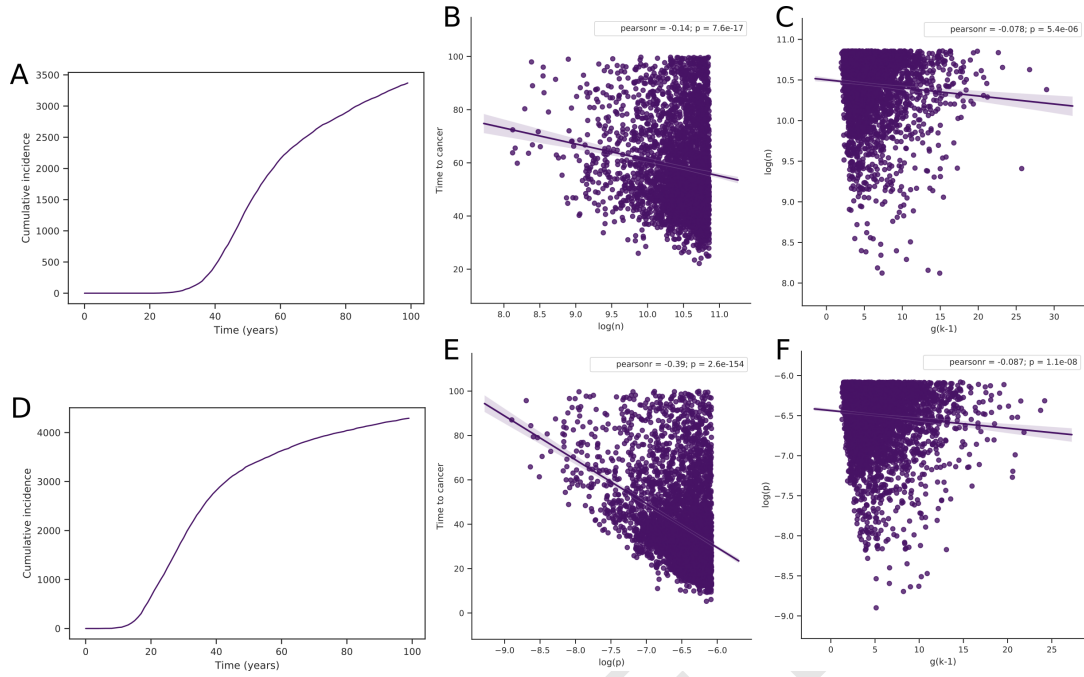 A
3500
3000
2500
2000
1500
1000
500
0
Cumulative incidence
0 20 40 60 80 100
Time (years)
B
pearsonr = -0.14; p = 7.6e-17
100
80
60
40
20
Time to cancer
8.0 8.5 9.0 9.5 10.0 10.5 11.0
log(n)
C
pearsonr = -0.078; p = 5.4e-06
11.0
10.5
10.0
9.5
9.0
8.5
8.0
log(n)
0 5 10 15 20 25 30
g(k-1)
D
4000
3000
2000
1000
0
Cumulative incidence
0 20 40 60 80 100
Time (years)
E
pearsonr = -0.39; p = 2.6e-154
100
80
60
40
20
0
Time to cancer
−9.0 −8.5 −8.0 −7.5 −7.0 −6.5 −6.0
log(p)
F
pearsonr = -0.087; p = 1.1e-08
−6.0
−6.5
−7.0
−7.5
−8.0
−8.5
−9.0
log(p)
0 5 10 15 20 25
g(k-1)